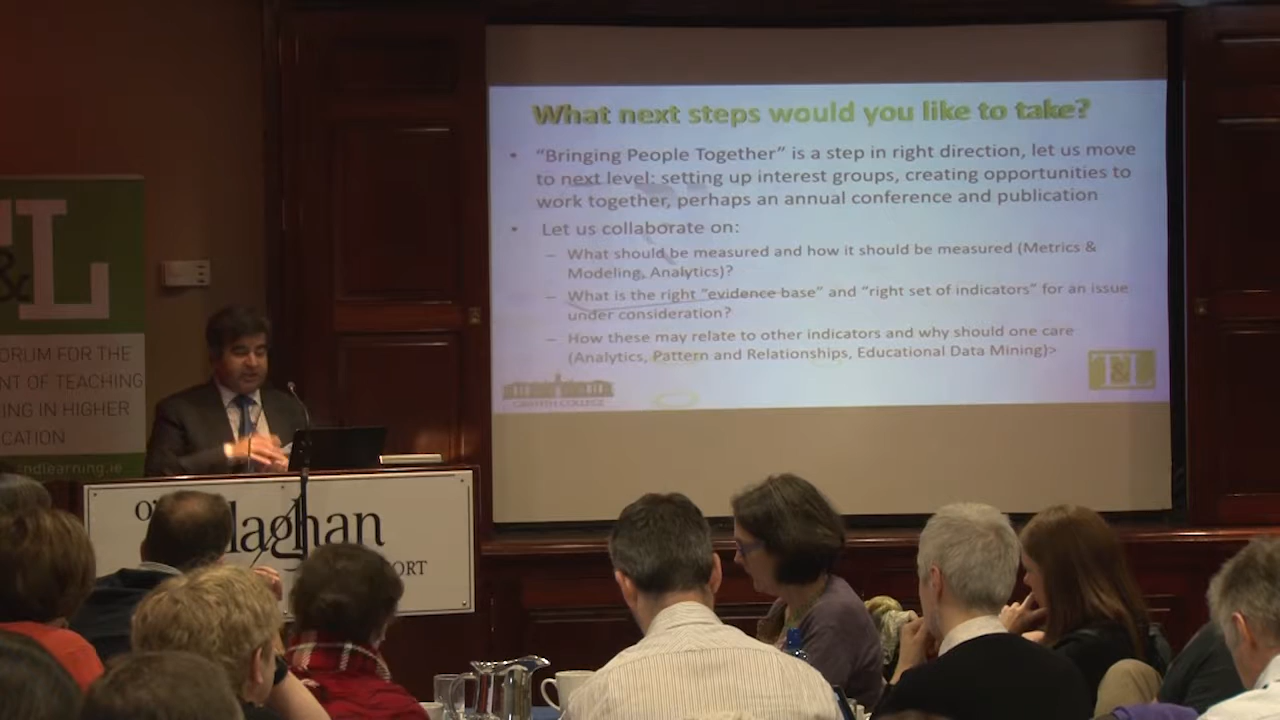 What next steps would you like to take?
• “Bringing People Together” is a step in right direction, let us move
to next level: setting up interest groups, creating opportunities to
work together, perhaps an annual conference and publication
• Let us collaborate on:
– What should be measured and how it should be measured (Metrics &
Modeling, Analytics)?
– What is the right “evidence base” and “right set of indicators” for an issue
under consideration?
– How these may relate to other indicators and why should one care
(Analytics, Pattern and Relationships, Educational Data Mining)>
GRIFFITH COLLEGE
T&L
T&L
ORUM FOR THE
NT OF TEACHING
ING IN HIGHER
CATION
ndlearning.ie
O'
laghan
ORT